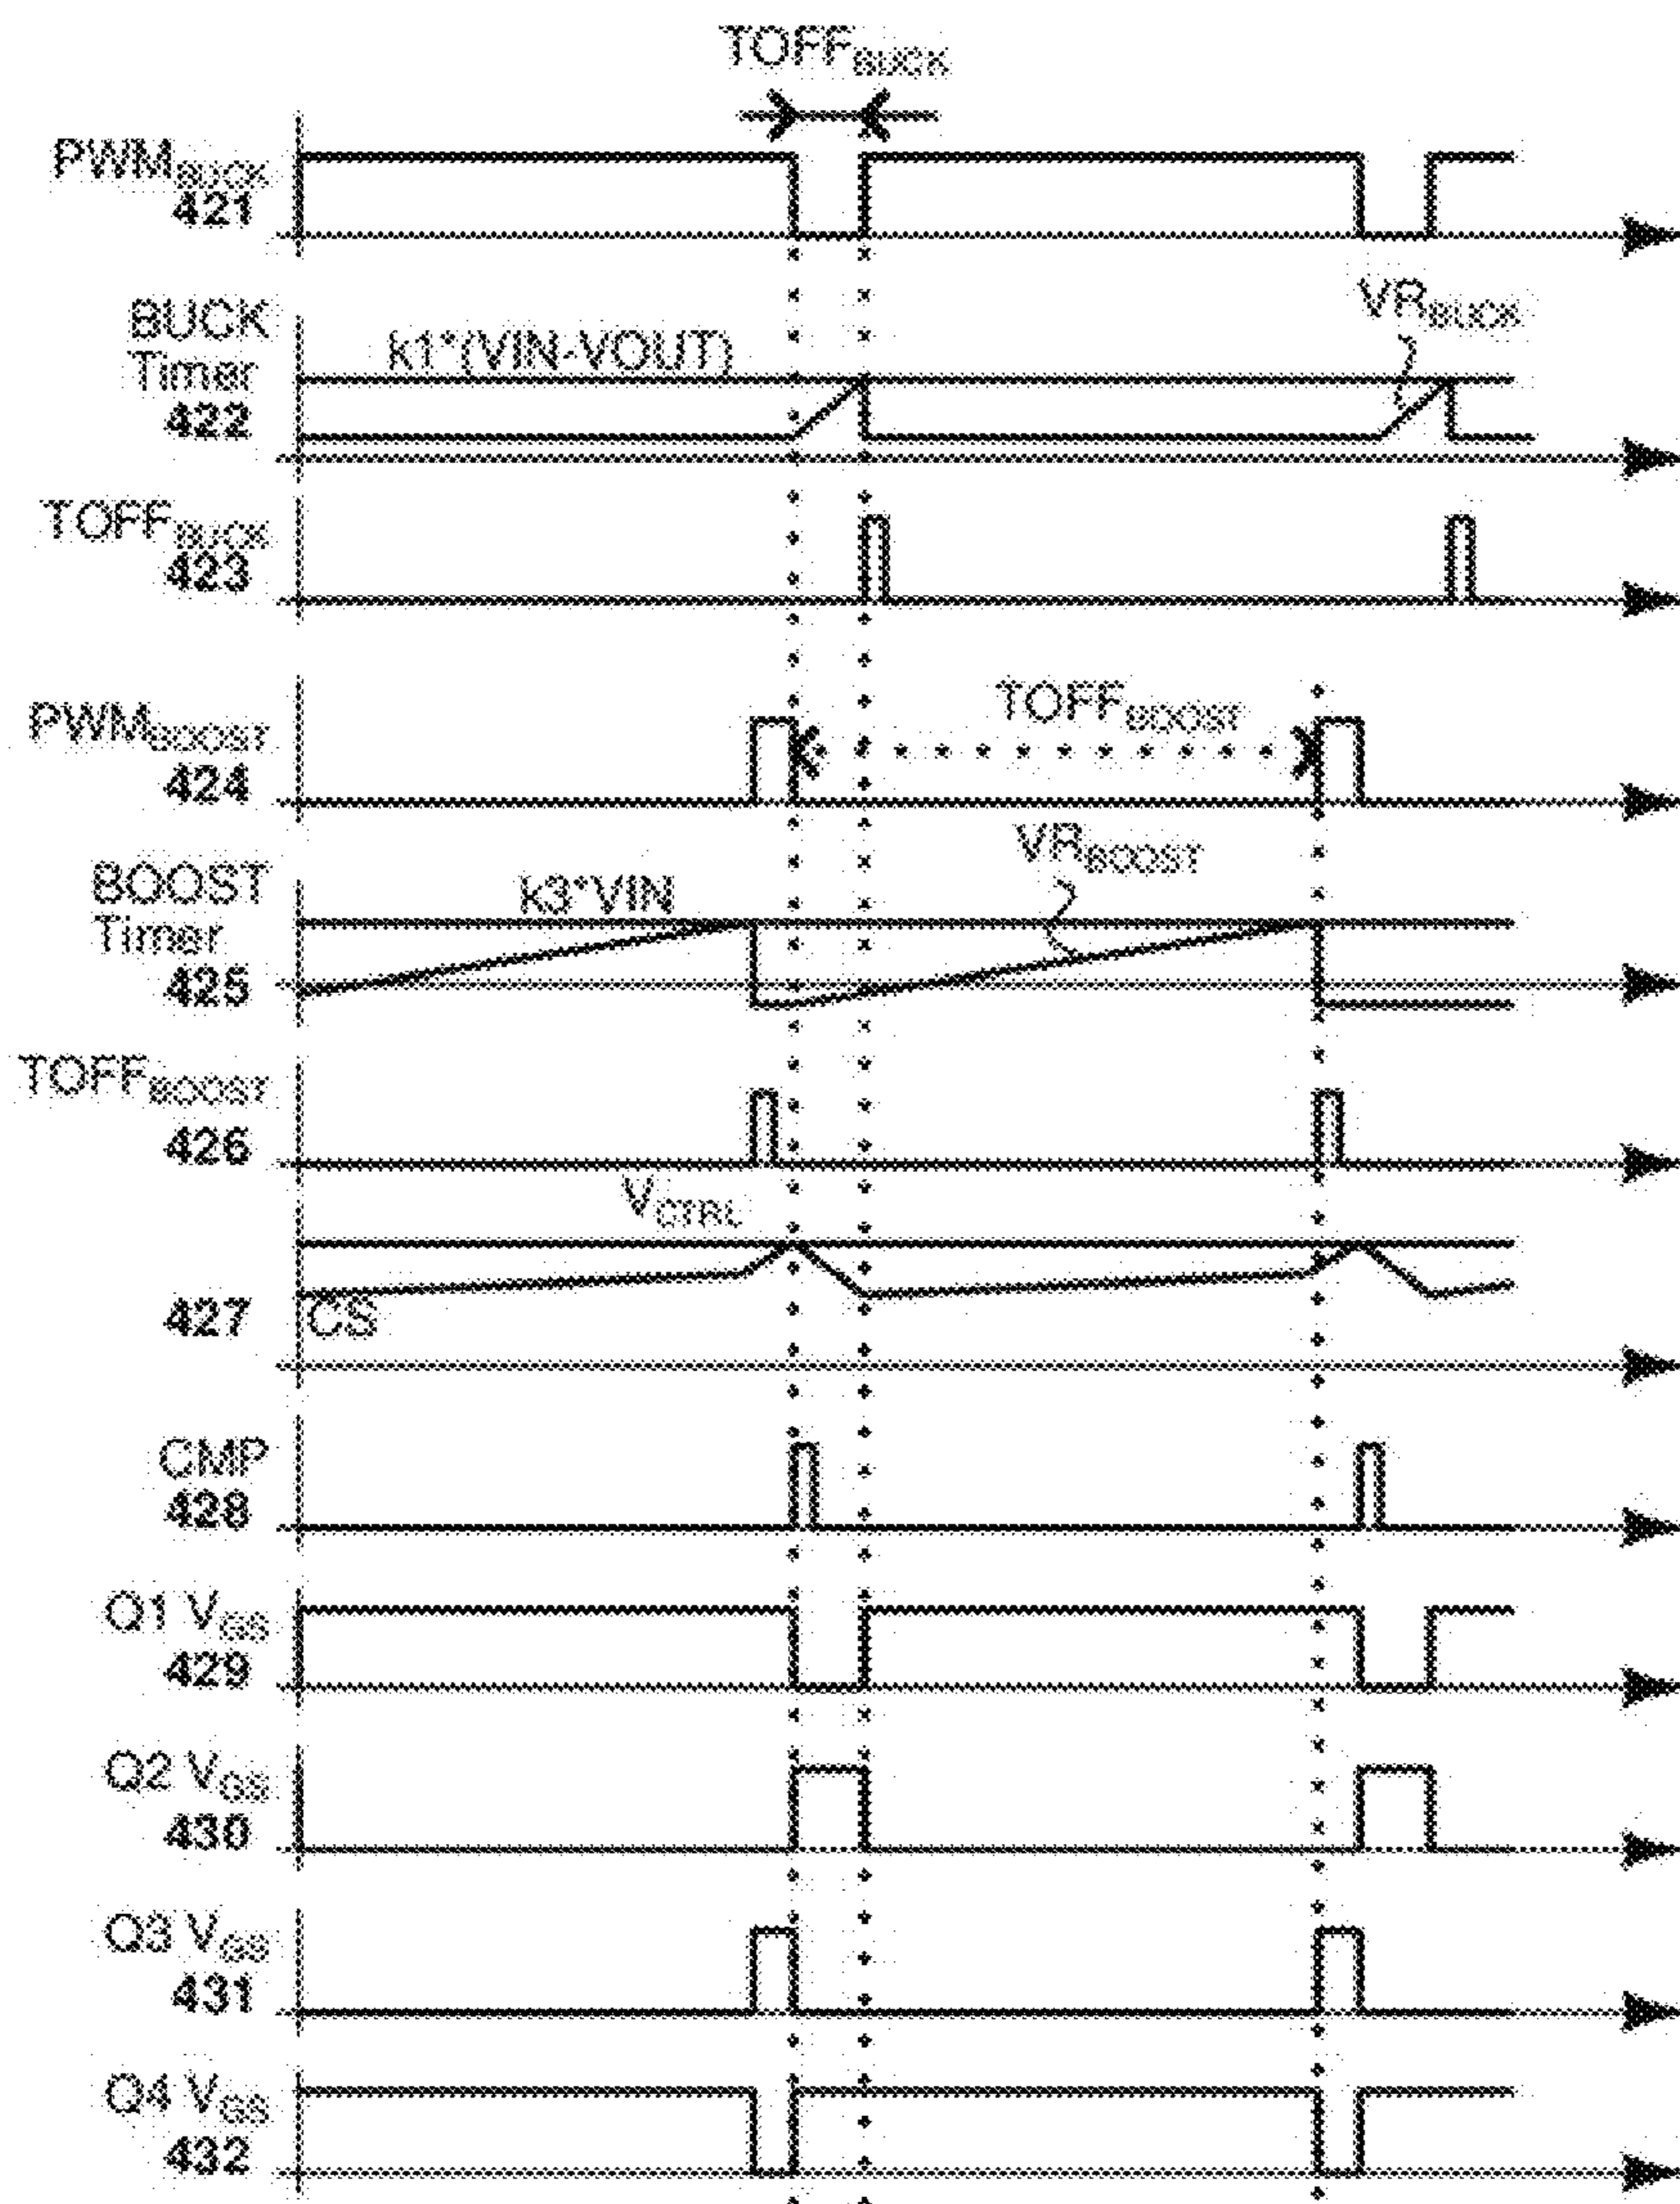 TOFFBUCK
PWMBUCK
421
BUCK
Timer
422
k1*(VIN-VOUT)
VRBUCK
TOFFBUCK
423
PWMBOOST
424
TOFFBOOST
BOOST
Timer
425
k3*VIN
VRBOOST
TOFFBOOST
426
VCTRL
427
CS
CMP
428
Q1 VGS
429
Q2 VGS
430
Q3 VGS
431
Q4 VGS
432